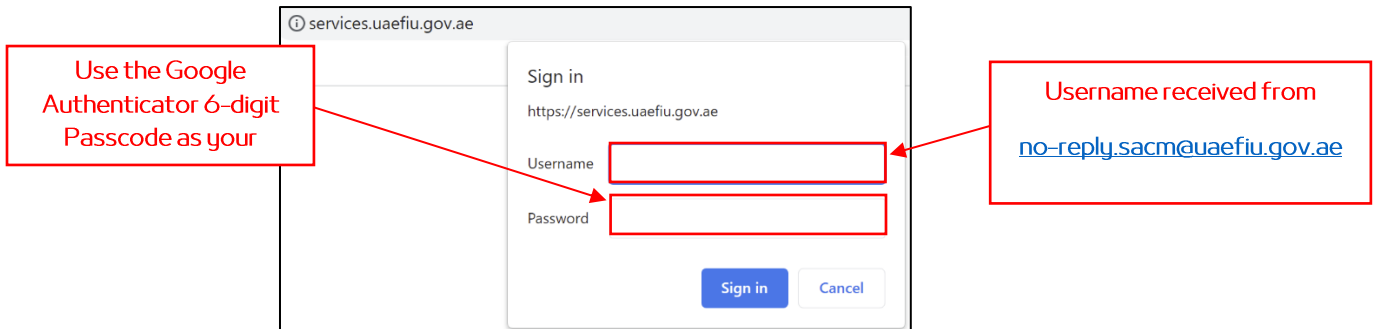 services.uaefiu.gov.ae
Use the Google
Authenticator 6-digit
Passcode as your
Sign in
https://services.uaefiu.gov.ae
Username
Password
Sign in
Cancel
Username received from
no-reply.sacm@uaefiu.gov.ae